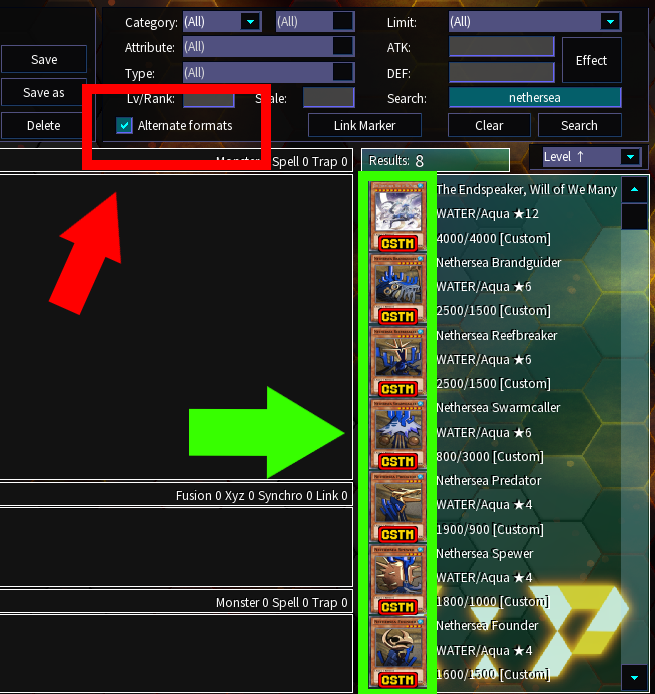 Category: (All) (All) Limit: (All)
Attribute: (All) ATK:
Save
Type: (All) DEF: Effect
Save as
Lv/Rank: Scale: Search: nethersea
Delete
Alternate formats Link Marker Clear Search
Monster Spell 0 Trap 0
Results: 8
Level ↑
The Endspeaker, Will of We Many
WATER/Aqua ★12
4000/4000 [Custom]
CSTM
Nethersea Brandguider
WATER/Aqua ★6
2500/1500 [Custom]
CSTM
Nethersea Reefbreaker
WATER/Aqua ★6
2500/1500 [Custom]
CSTM
Nethersea Swarmcaller
WATER/Aqua ★6
800/3000 [Custom]
CSTM
Nethersea Predator
WATER/Aqua ★4
1900/900 [Custom]
CSTM
Nethersea Spewer
WATER/Aqua ★4
1800/1000 [Custom]
CSTM
Nethersea Founder
WATER/Aqua ★4
1600/1500 [Custom]
CSTM
Fusion 0 Xyz 0 Synchro 0 Link 0
Monster 0 Spell 0 Trap 0